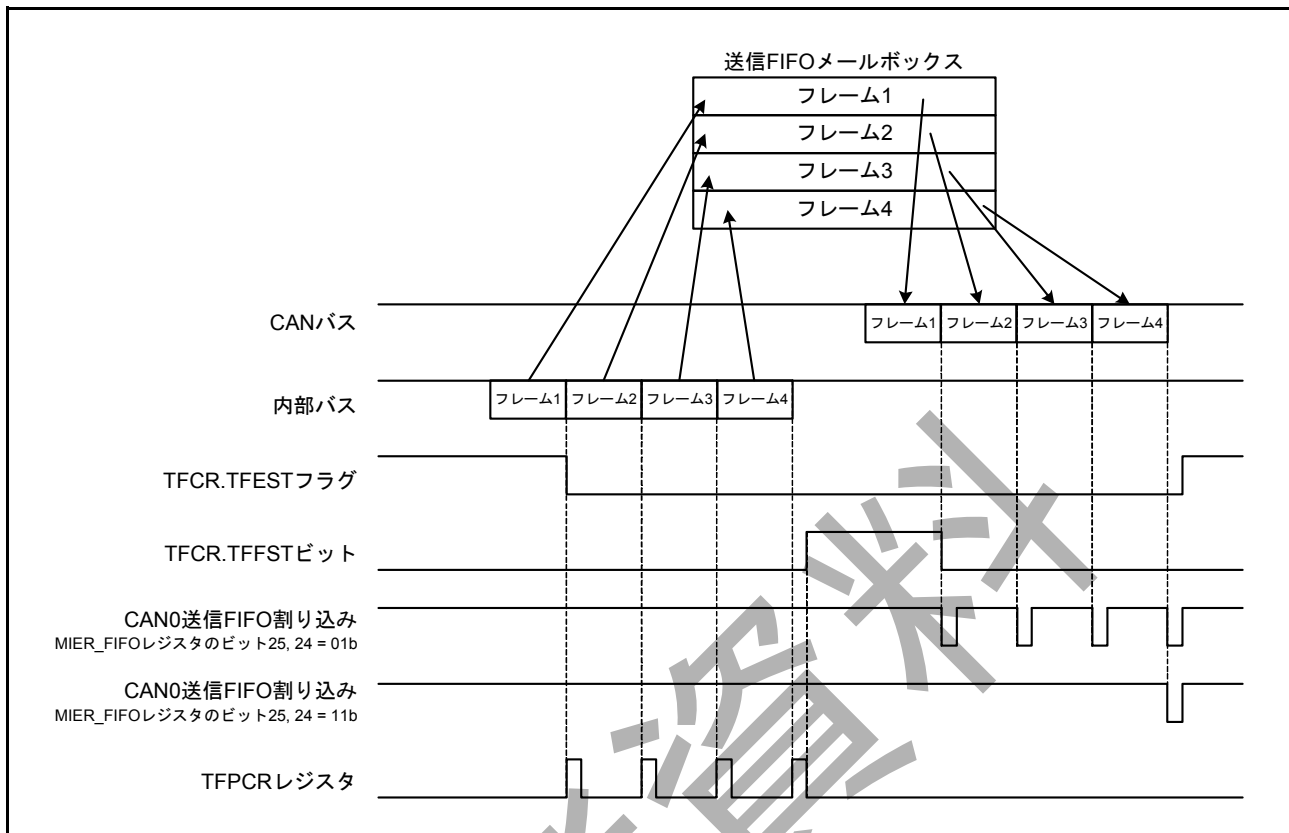 送信FIFOメールボックス
フレーム1
フレーム2
フレーム3
フレーム4
CANバス
フレーム1 フレーム2 フレーム3 フレーム4
内部バス
フレーム1 フレーム2 フレーム3 フレーム4
TFCR.TFESTフラグ
TFCR.TFFSTビット
CAN0送信FIFO割り込み
MIER_FIFOレジスタのビット25, 24 = 01b
CAN0送信FIFO割り込み
MIER_FIFOレジスタのビット25, 24 = 11b
TFPCRレジスタ
資料